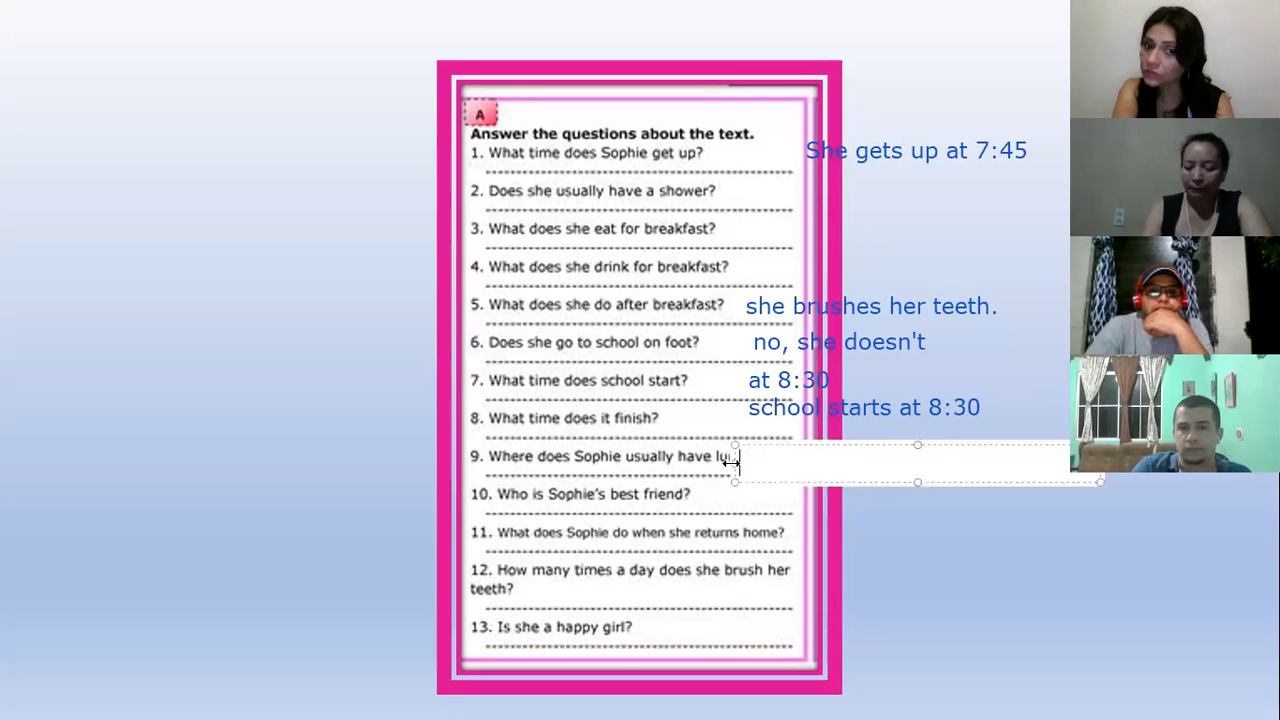 A
Answer the questions about the text.
1. What time does Sophie get up?
She gets up at 7:45
2. Does she usually have a shower?
3. What does she eat for breakfast?
4. What does she drink for breakfast?
5. What does she do after breakfast?
she brushes her teeth.
6. Does she go to school on foot?
no, she doesn't
7. What time does school start?
at 8:30
school starts at 8:30
8. What time does it finish?
9. Where does Sophie usually have
10. Who is Sophie's best friend?
11. What does Sophie do when she returns home?
12. How many times a day does she brush her
teeth?
13. Is she a happy girl?